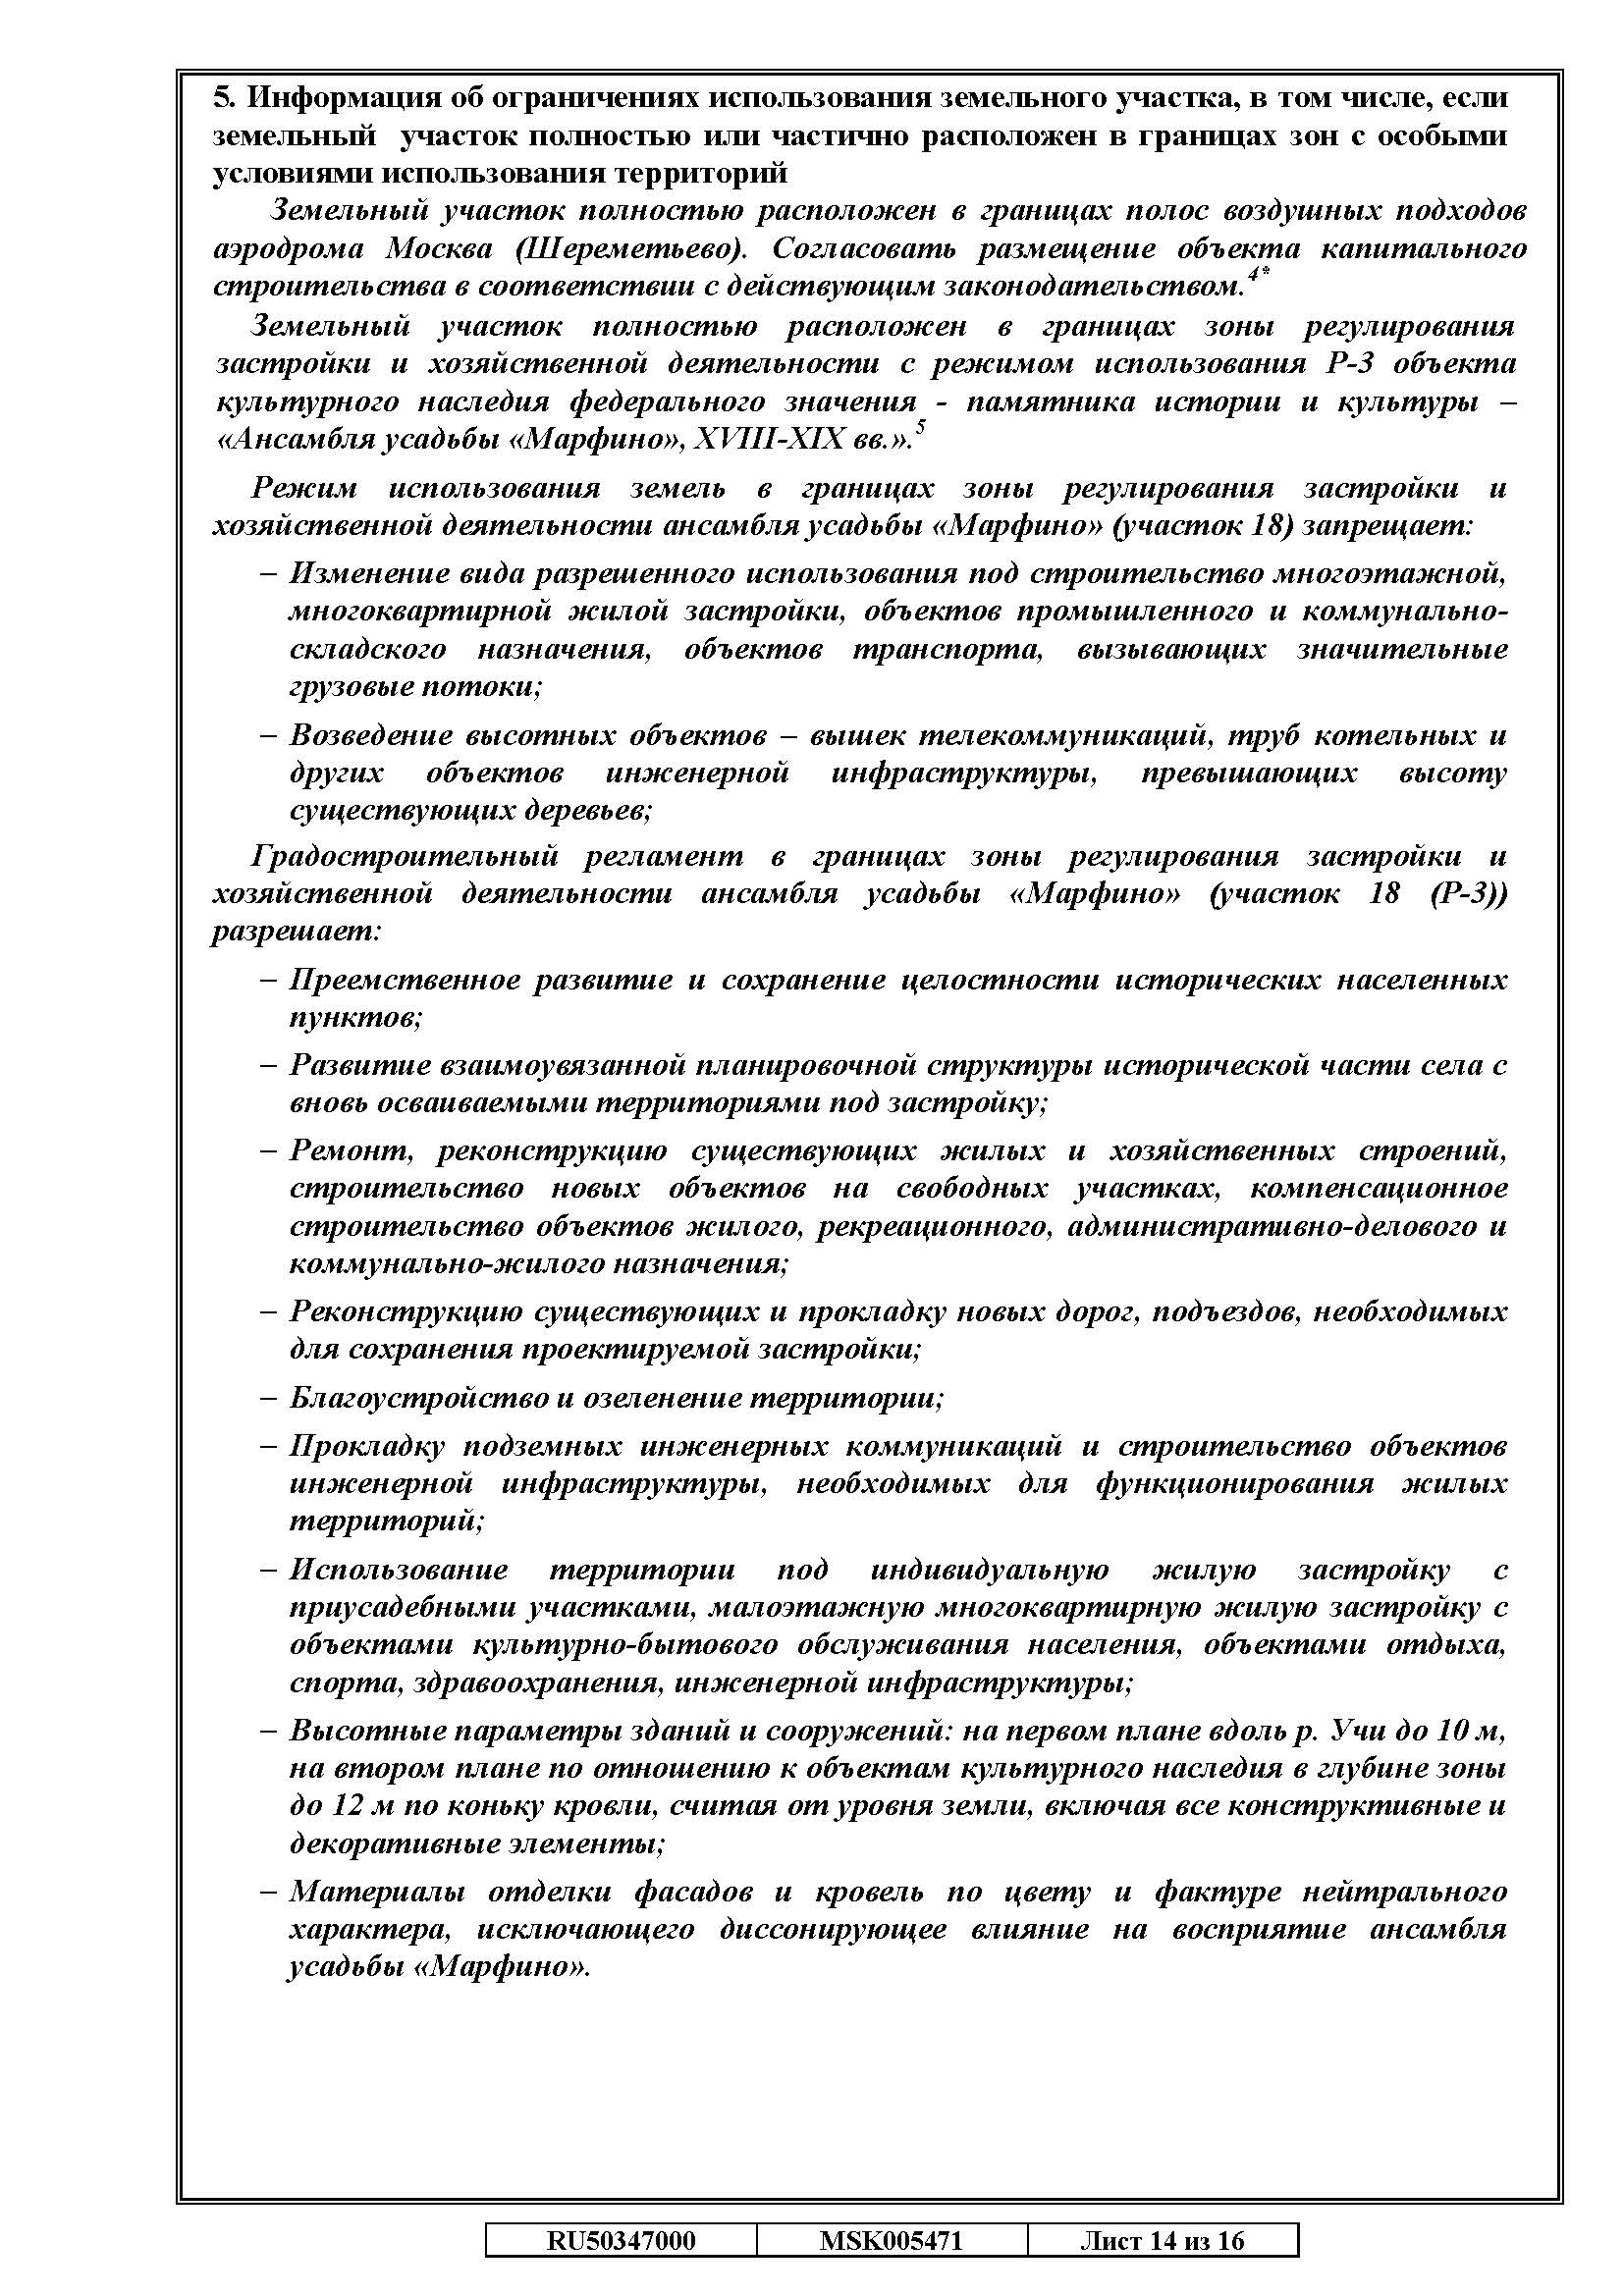 5. Информация об ограничениях использования земельного участка, в том числе, если
земельный участок полностью или частично расположен в границах зон с особыми
условиями использования территорий
Земельный участок полностью расположен в границах полос воздушных подходов
аэродрома Москва (Шереметьево). Согласовать размещение объекта капитального
строительства в соответствии с действующим законодательством.4*
Земельный участок полностью расположен в границах зоны регулирования
застройки и хозяйственной деятельности с режимом использования Р-3 объекта
культурного наследия федерального значения - памятника истории и культуры –
«Ансамбля усадьбы «Марфино», XVIII-XIX вв.».5
Режим использования земель в границах зоны регулирования застройки и
хозяйственной деятельности ансамбля усадьбы «Марфино» (участок 18) запрещает:
– Изменение вида разрешенного использования под строительство многоэтажной,
многоквартирной жилой застройки, объектов промышленного и коммунально-
складского назначения, объектов транспорта, вызывающих значительные
грузовые потоки;
– Возведение высотных объектов – вышек телекоммуникаций, труб котельных и
других объектов инженерной инфраструктуры, превышающих высоту
существующих деревьев;
Градостроительный регламент в границах зоны регулирования застройки и
хозяйственной деятельности ансамбля усадьбы «Марфино» (участок 18 (Р-3))
разрешает:
– Преемственное развитие и сохранение целостности исторических населенных
пунктов;
– Развитие взаимоувязанной планировочной структуры исторической части села с
вновь осваиваемыми территориями под застройку;
– Ремонт, реконструкцию существующих жилых и хозяйственных строений,
строительство новых объектов на свободных участках, компенсационное
строительство объектов жилого, рекреационного, административно-делового и
коммунально-жилого назначения;
– Реконструкцию существующих и прокладку новых дорог, подъездов, необходимых
для сохранения проектируемой застройки;
– Благоустройство и озеленение территории;
– Прокладку подземных инженерных коммуникаций и строительство объектов
инженерной инфраструктуры, необходимых для функционирования жилых
территорий;
– Использование территории под индивидуальную жилую застройку с
приусадебными участками, малоэтажную многоквартирную жилую застройку с
объектами культурно-бытового обслуживания населения, объектами отдыха,
спорта, здравоохранения, инженерной инфраструктуры;
– Высотные параметры зданий и сооружений: на первом плане вдоль р. Учи до 10 м,
на втором плане по отношению к объектам культурного наследия в глубине зоны
до 12 м по коньку кровли, считая от уровня земли, включая все конструктивные и
декоративные элементы;
– Материалы отделки фасадов и кровель по цвету и фактуре нейтрального
характера, исключающего диссонирующее влияние на восприятие ансамбля
усадьбы «Марфино».
RU50347000 MSK005471 Лист 14 из 16